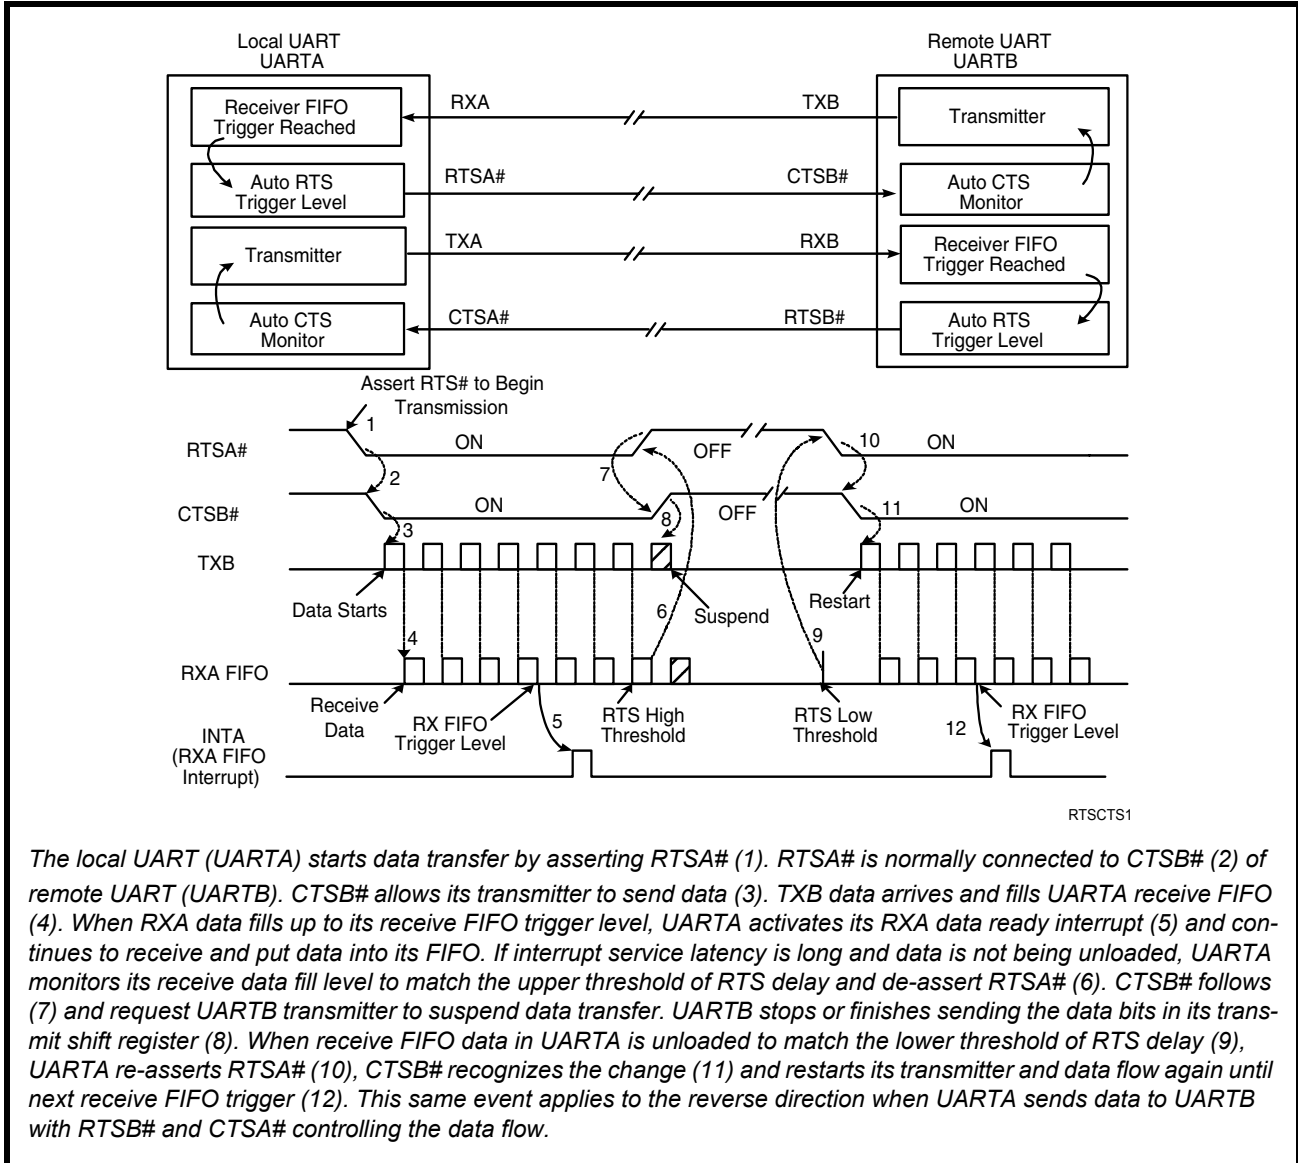 Local UART
UARTA
Remote UART
UARTB
Receiver FIFO
Trigger Reached
RXA
TXB
Transmitter
Auto RTS
Trigger Level
RTSA#
CTSB#
Auto CTS
Monitor
Transmitter
TXA
RXB
Receiver FIFO
Trigger Reached
Auto CTS
Monitor
CTSA#
RTSB#
Auto RTS
Trigger Level
Assert RTS# to Begin
Transmission
RTSA#
1
ON
OFF
10
ON
2
7
CTSB#
ON
OFF
11
ON
3
8
TXB
Data Starts
6
Suspend
Restart
4
9
RXA FIFO
Receive
Data
RX FIFO
Trigger Level
5
RTS High
Threshold
RTS Low
Threshold
12
RX FIFO
Trigger Level
INTA
(RXA FIFO
Interrupt)
RTSCTS1
The local UART (UARTA) starts data transfer by asserting RTSA# (1). RTSA# is normally connected to CTSB# (2) of
remote UART (UARTB). CTSB# allows its transmitter to send data (3). TXB data arrives and fills UARTA receive FIFO
(4). When RXA data fills up to its receive FIFO trigger level, UARTA activates its RXA data ready interrupt (5) and con-
tinues to receive and put data into its FIFO. If interrupt service latency is long and data is not being unloaded, UARTA
monitors its receive data fill level to match the upper threshold of RTS delay and de-assert RTSA# (6). CTSB# follows
(7) and request UARTB transmitter to suspend data transfer. UARTB stops or finishes sending the data bits in its trans-
mit shift register (8). When receive FIFO data in UARTA is unloaded to match the lower threshold of RTS delay (9),
UARTA re-asserts RTSA# (10), CTSB# recognizes the change (11) and restarts its transmitter and data flow again until
next receive FIFO trigger (12). This same event applies to the reverse direction when UARTA sends data to UARTB
with RTSB# and CTSA# controlling the data flow.